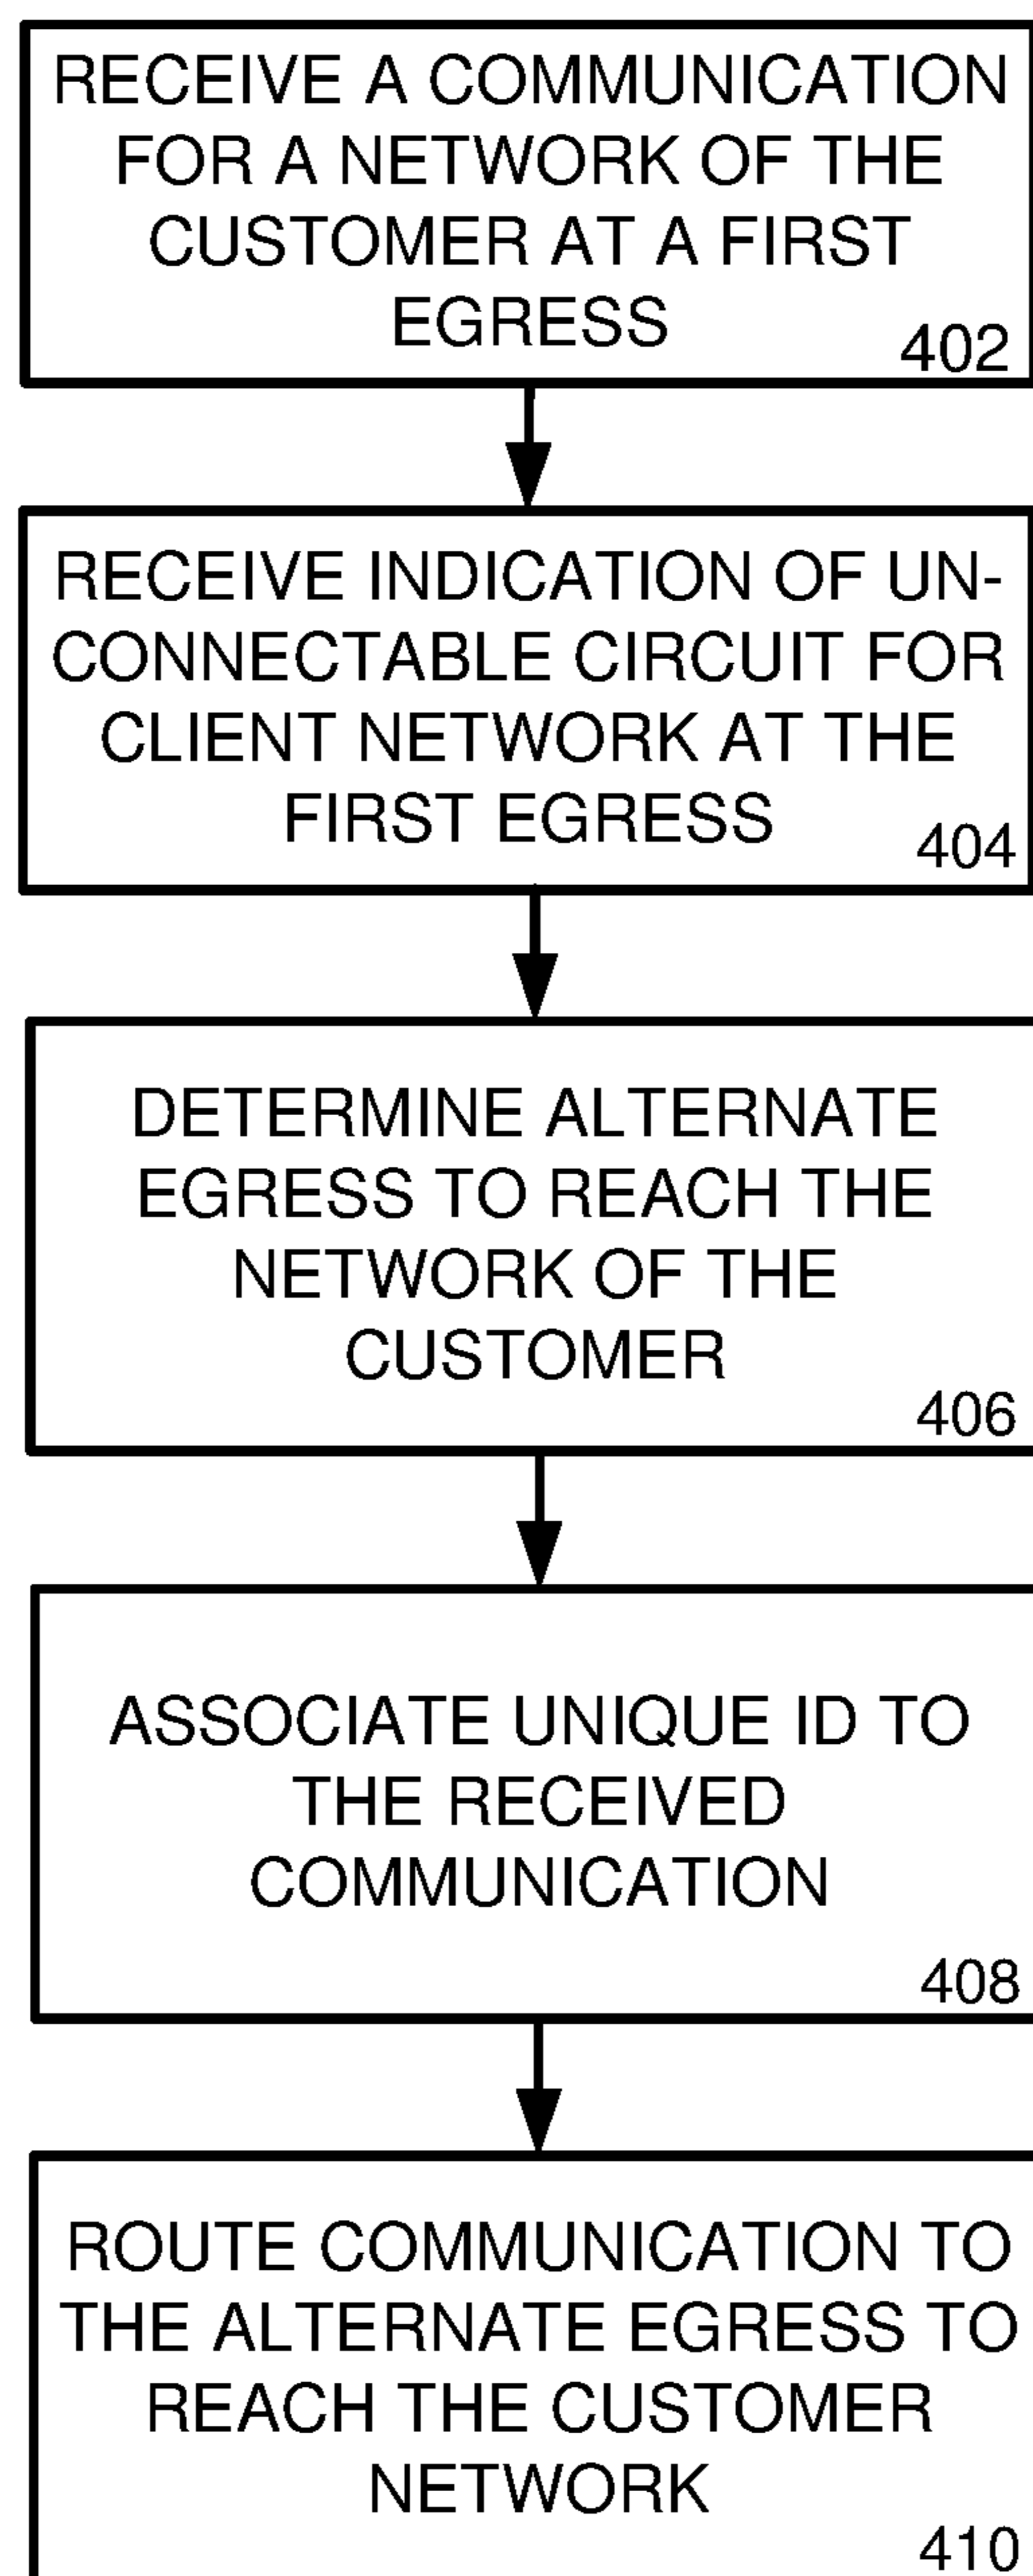 RECEIVE A COMMUNICATION
FOR A NETWORK OF THE
CUSTOMER AT A FIRST
EGRESS
402
RECEIVE INDICATION OF UN-
CONNECTABLE CIRCUIT FOR
CLIENT NETWORK AT THE
FIRST EGRESS
404
DETERMINE ALTERNATE
EGRESS TO REACH THE
NETWORK OF THE
CUSTOMER
406
ASSOCIATE UNIQUE ID TO
THE RECEIVED
COMMUNICATION
408
ROUTE COMMUNICATION TO
THE ALTERNATE EGRESS TO
REACH THE CUSTOMER
NETWORK
410